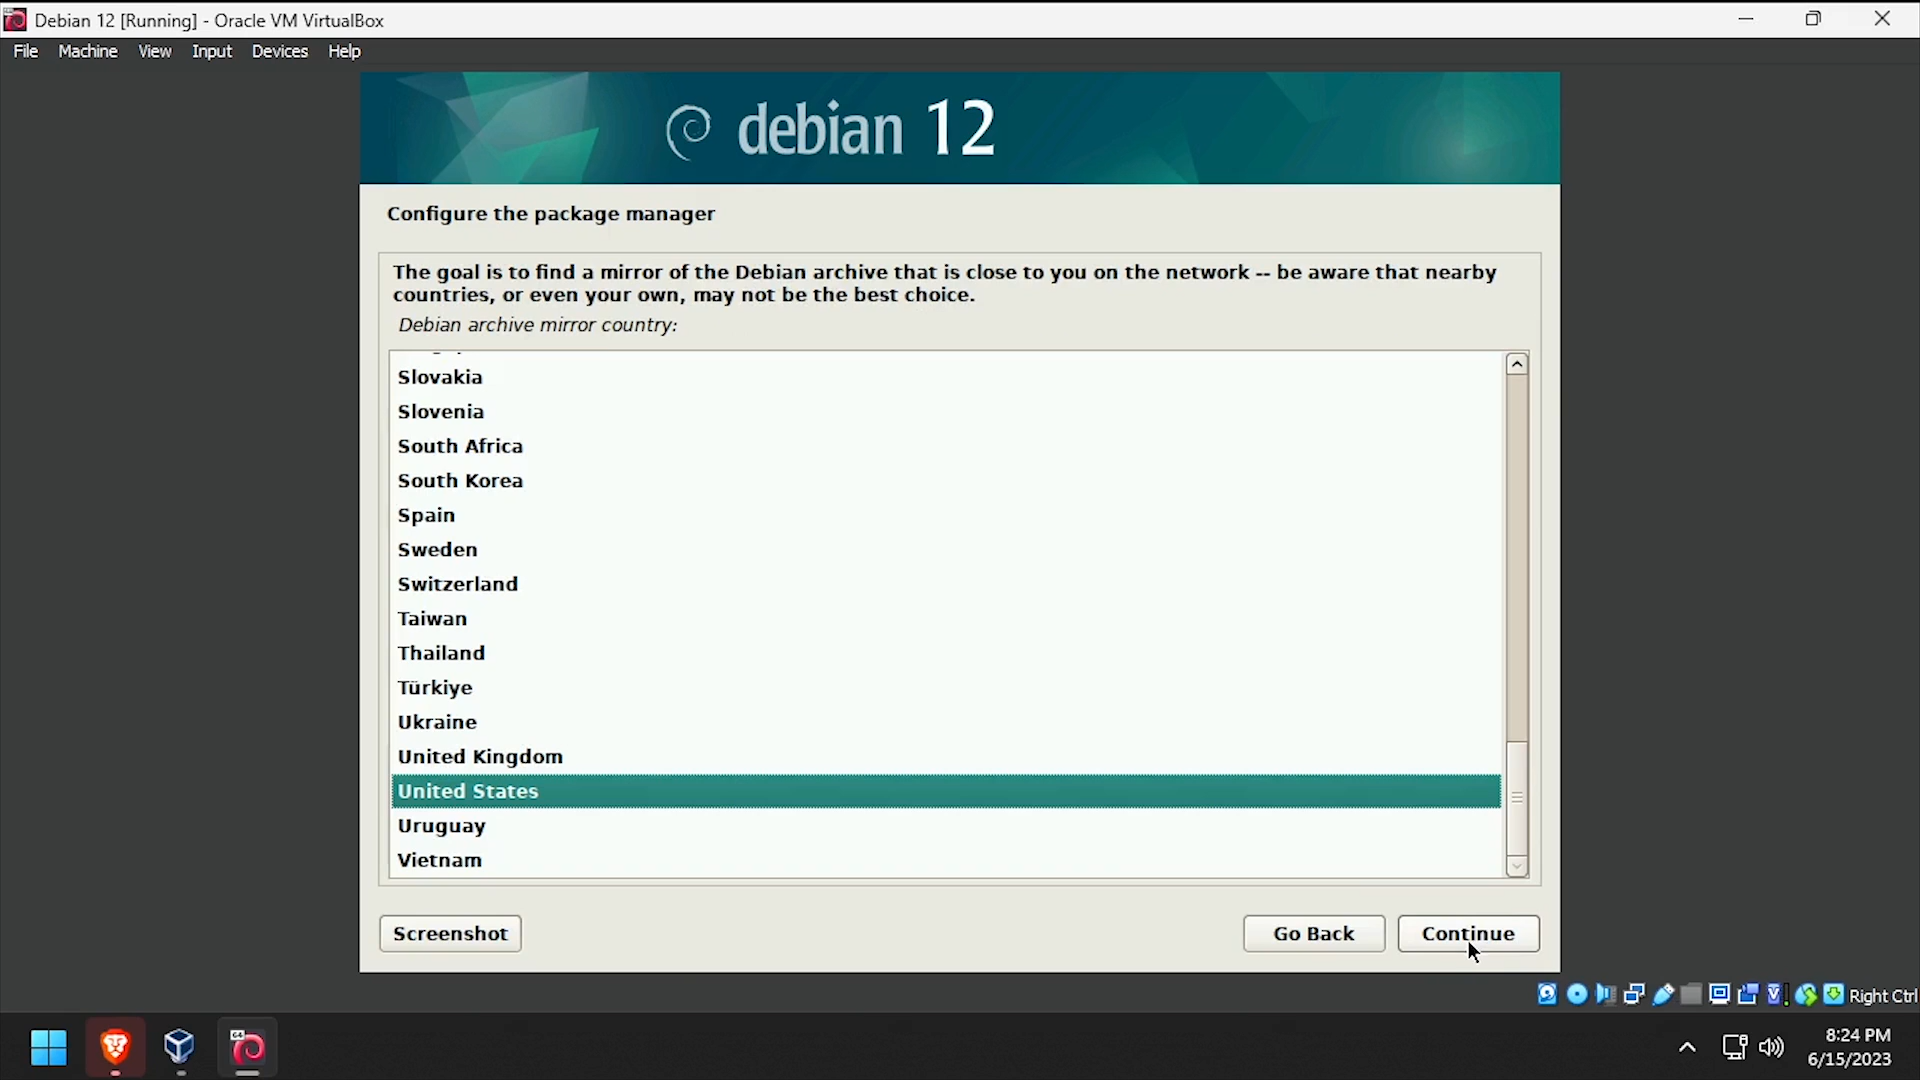 Debian 12 [Running] - Oracle VM VirtualBox
File Machine View Input Devices Help
debian 12
Configure the package manager
The goal is to find a mirror of the Debian archive that is close to you on the network -- be aware that nearby
countries, or even your own, may not be the best choice.
Debian archive mirror country:
Slovakia
Slovenia
South Africa
South Korea
Spain
Sweden
Switzerland
Taiwan
Thailand
Türkiye
Ukraine
United Kingdom
United States
Uruguay
Vietnam
Screenshot Go Back Continue
Right Ctrl
64
8:24 PM
6/15/2023